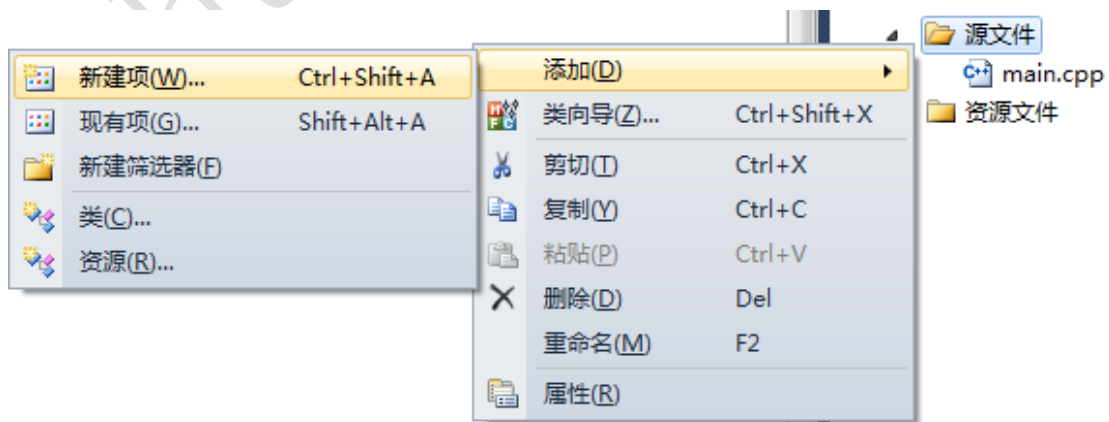 新建项(W)... Ctrl+Shift+A
现有项(G)... Shift+Alt+A
新建筛选器(F)
类(C)...
资源(R)...
添加(D)
类向导(Z)... Ctrl+Shift+X
剪切(T) Ctrl+X
复制(Y) Ctrl+C
粘贴(P) Ctrl+V
删除(D) Del
重命名(M) F2
属性(R)
源文件
main.cpp
资源文件